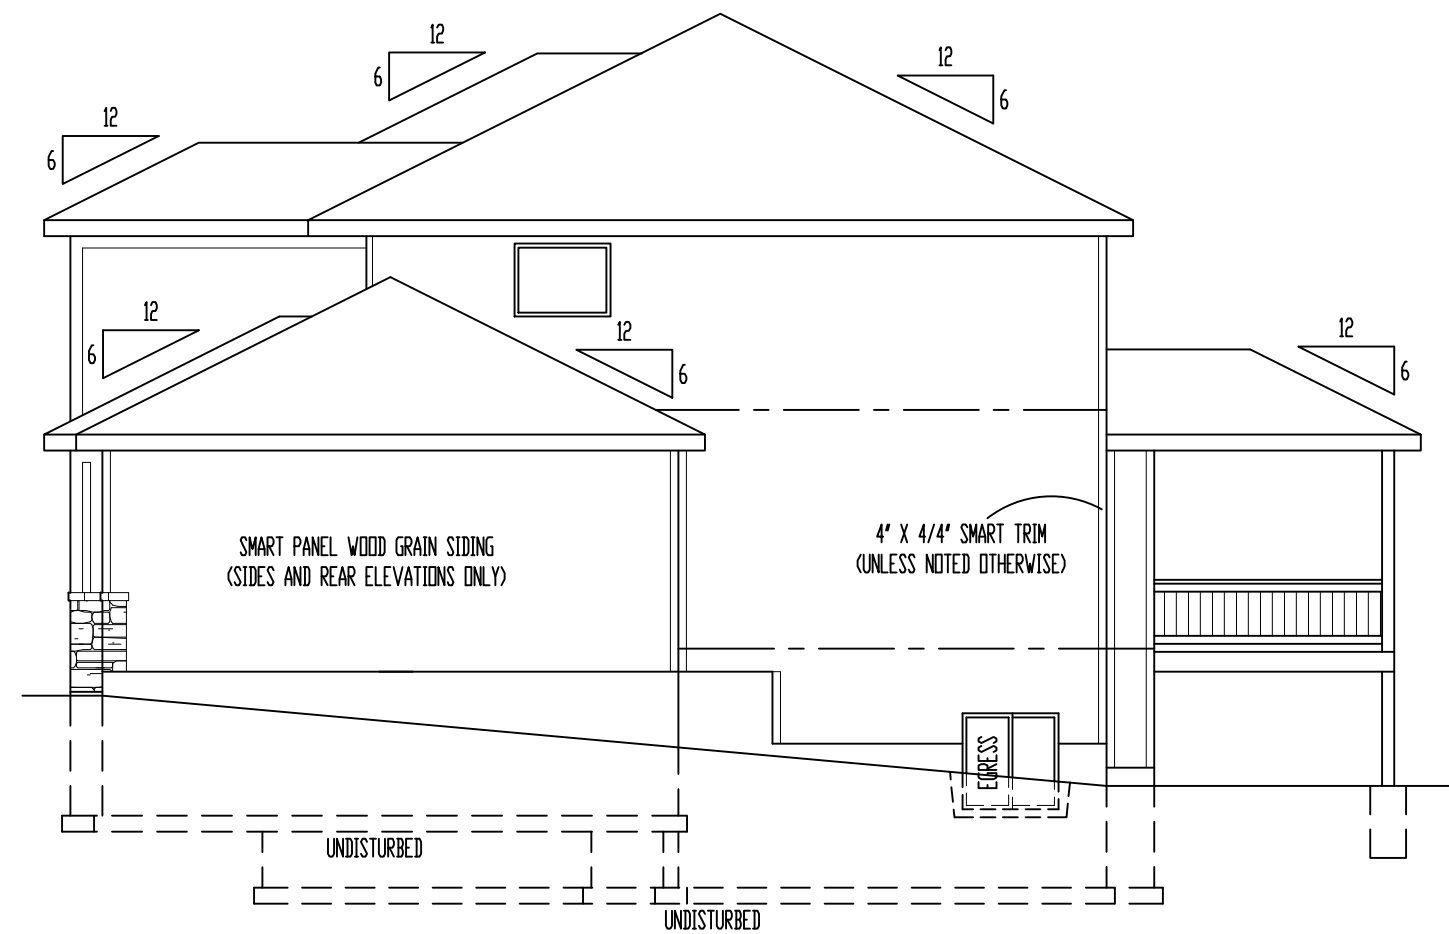 12
6
12
6
12
6
12
6
12
6
12
6
SMART PANEL WOOD GRAIN SIDING
(SIDES AND REAR ELEVATIONS ONLY)
4" X 4/4" SMART TRIM
(UNLESS NOTED OTHERWISE)
EGRESS
UNDISTURBED
UNDISTURBED